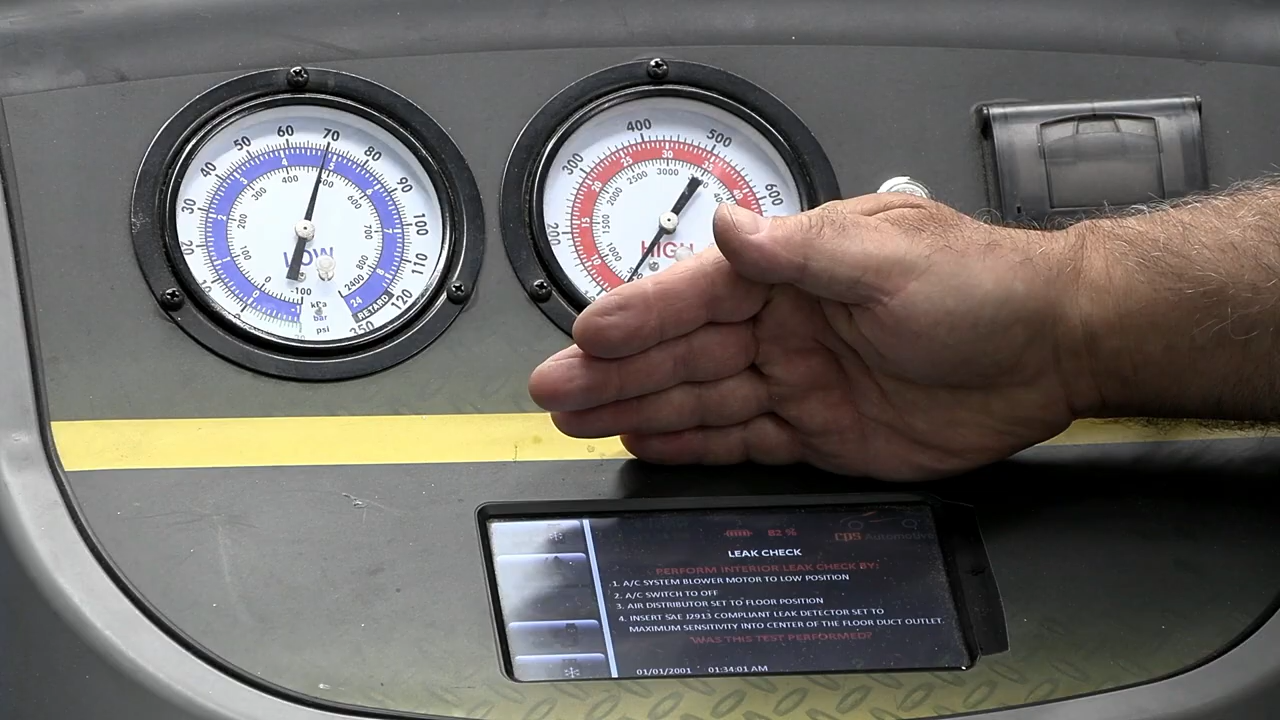 10 20 30 40 50 60 70 80 90 100 110 120
350
RETARD
LOW
kPa
bar
psi
200 300 400 500 600
HIGH
82 %
CPS Automotive
LEAK CHECK
PERFORM INTERIOR LEAK CHECK BY:
1. A/C SYSTEM BLOWER MOTOR TO LOW POSITION
2. A/C SWITCH TO OFF
3. AIR DISTRIBUTOR SET TO FLOOR POSITION
4. INSERT SAE J2913 COMPLIANT LEAK DETECTOR SET TO
MAXIMUM SENSITIVITY INTO CENTER OF THE FLOOR DUCT OUTLET.
WAS THIS TEST PERFORMED?
01/01/2001 01:34:01 AM